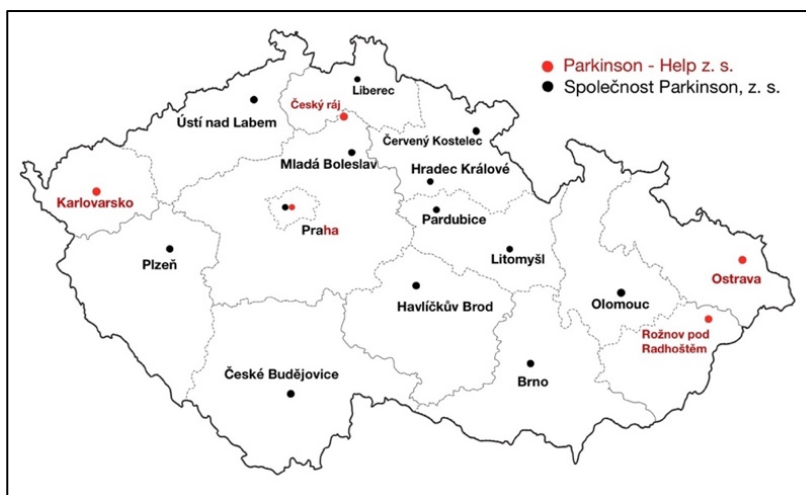 Parkinson - Help z. s.
Společnost Parkinson, z. s.
Liberec
Český ráj
Ústí nad Labem
Červený Kostelec
Mladá Boleslav
Hradec Králové
Karlovarsko
Pardubice
Praha
Litomyšl
Plzeň
Ostrava
Havlíčkův Brod
Olomouc
Rožnov pod
Radhoštěm
České Budějovice
Brno